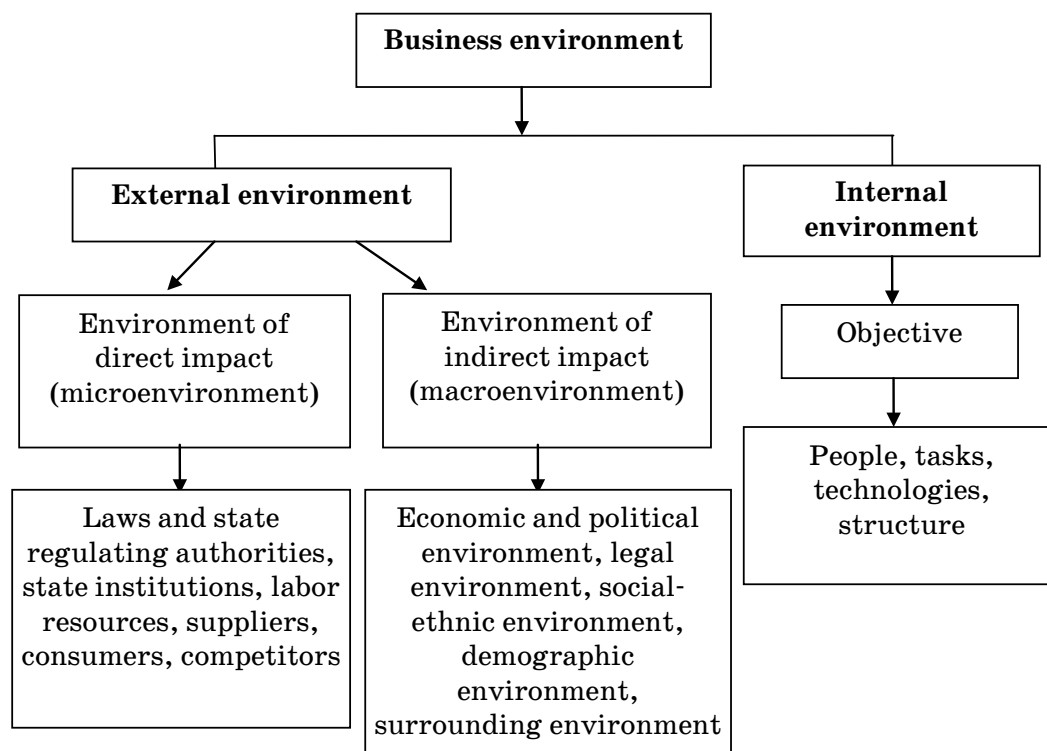 Business environment
External environment
Internal
environment
Environment of
direct impact
(microenvironment)
Environment of
indirect impact
(macroenvironment)
Objective
Laws and state
regulating authorities,
state institutions, labor
resources, suppliers,
consumers, competitors
Economic and political
environment, legal
environment, social-
ethnic environment,
demographic
environment,
surrounding environment
People, tasks,
technologies,
structure